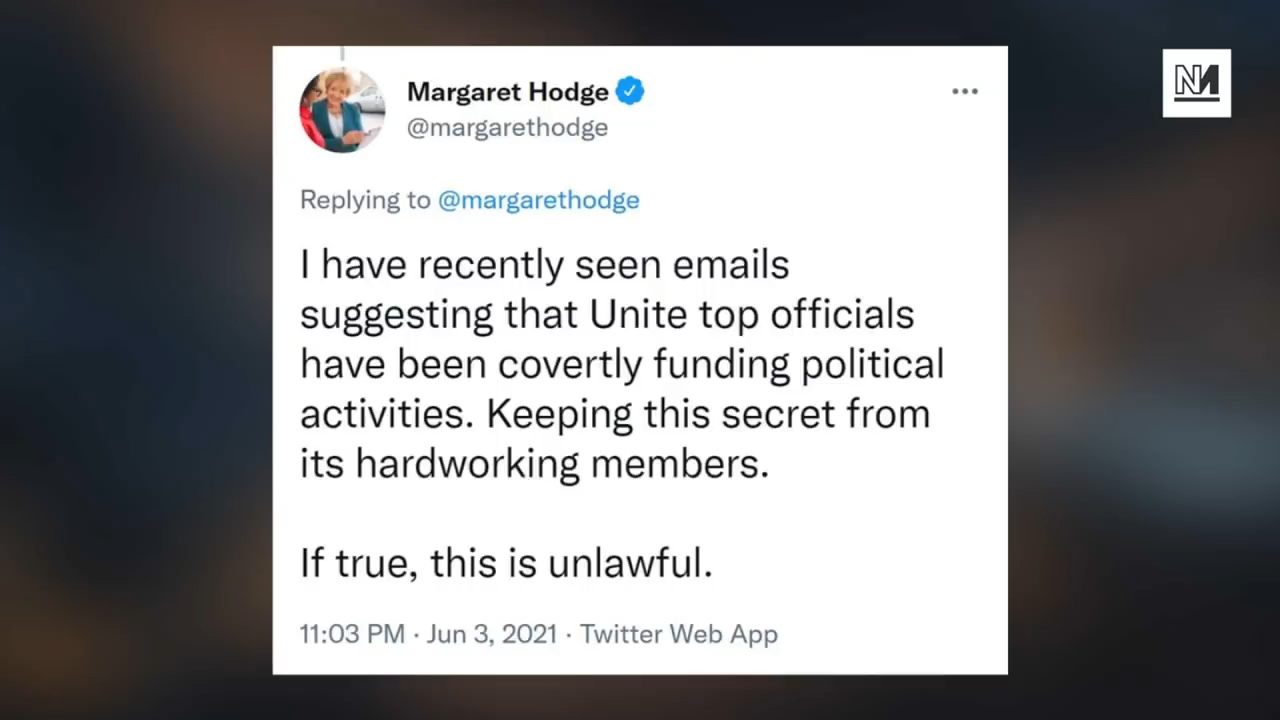 Margaret Hodge
@margarethodge
Replying to @margarethodge
I have recently seen emails
suggesting that Unite top officials
have been covertly funding political
activities. Keeping this secret from
its hardworking members.
If true, this is unlawful.
11:03 PM · Jun 3, 2021 · Twitter Web App
NM